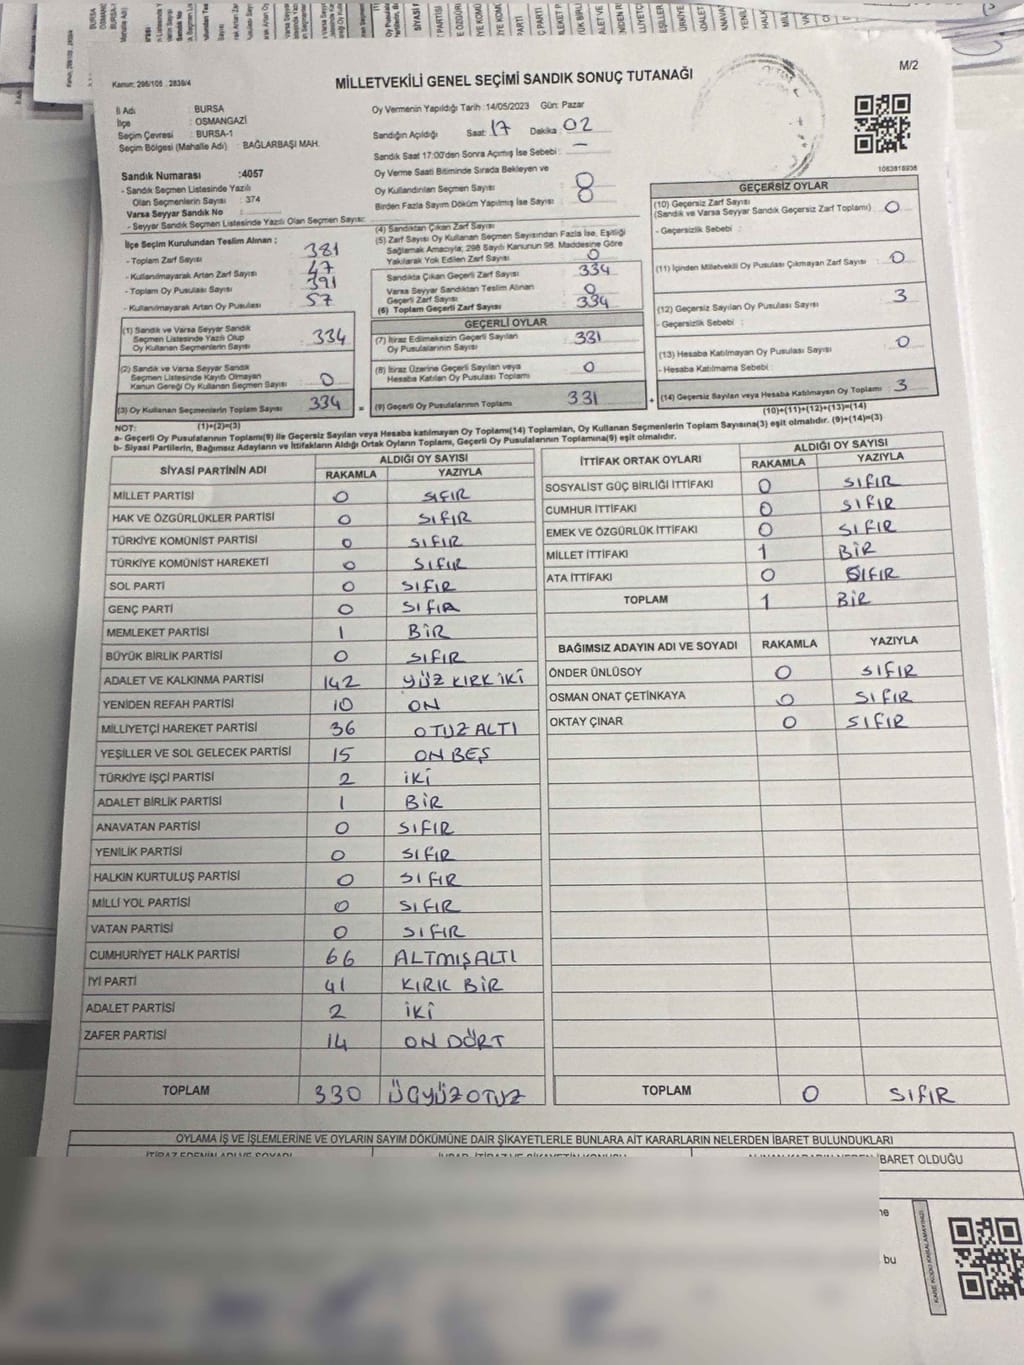 Kanun: 298/105 : 2839/4
MİLLETVEKİLİ GENEL SEÇİMİ SANDIK SONUÇ TUTANAĞI
M/2
İl Adı : BURSA
İlçe : OSMANGAZİ
Seçim Çevresi : BURSA-1
Seçim Bölgesi (Mahalle Adı) : BAĞLARBAŞI MAH.
Oy Vermenin Yapıldığı Tarih :14/05/2023 Gün: Pazar
Sandığın Açıldığı Saat: 17 Dakika : 02
Sandık Saat 17:00'den Sonra Açımış İse Sebebi : -
Oy Verme Saati Bitiminde Sırada Bekleyen ve
Oy Kullandırılan Seçmen Sayısı : 8
Birden Fazla Sayım Döküm Yapılmış İse Sayısı :
1063818938
Sandık Numarası :4057
- Sandık Seçmen Listesinde Yazılı
Olan Seçmenlerin Sayısı : 374
Varsa Seyyar Sandık No :
- Seyyar Sandık Seçmen Listesinde Yazılı Olan Seçmen Sayısı:
İlçe Seçim Kurulundan Teslim Alınan ;
- Toplam Zarf Sayısı : 381
- Kullanılmayarak Artan Zarf Sayısı : 47
- Toplam Oy Pusulası Sayısı : 391
- Kullanılmayarak Artan Oy Pusulası : 57
(1) Sandık ve Varsa Seyyar Sandık
Seçmen Listesinde Yazılı Olup
Oy Kullanan Seçmenlerin Sayısı : 334
(2) Sandık ve Varsa Seyyar Sandık
Seçmen Listesinde Kayıtlı Olmayan
Kanun Gereği Oy Kullanan Seçmen Sayısı : 0
(3) Oy Kullanan Seçmenlerin Toplam Sayısı : 334
(4) Sandıktan Çıkan Zarf Sayısı :
(5) Zarf Sayısı Oy Kullanan Seçmen Sayısından Fazla İse, Eşitliği
Sağlamak Amacıyla; 298 Sayılı Kanunun 98. Maddesine Göre
Yakılarak Yok Edilen Zarf Sayısı : 0
Sandıkta Çıkan Geçerli Zarf Sayısı : 334
Varsa Seyyar Sandıktan Teslim Alınan
Geçerli Zarf Sayısı : 0
(6) Toplam Geçerli Zarf Sayısı : 334
GEÇERLİ OYLAR
(7) İtiraz Edilmeksizin Geçerli Sayılan
Oy Pusulalarının Sayısı : 331
(8) İtiraz Üzerine Geçerli Sayılan veya
Hesaba Katılan Oy Pusulası Toplamı : 0
= (9) Geçerli Oy Pusulalarının Toplamı : 331
GEÇERSİZ OYLAR
(10) Geçersiz Zarf Sayısı
(Sandık ve Varsa Seyyar Sandık Geçersiz Zarf Toplamı) : 0
- Geçersizlik Sebebi :
(11) İçinden Milletvekili Oy Pusulası Çıkmayan Zarf Sayısı : 0
(12) Geçersiz Sayılan Oy Pusulası Sayısı : 3
- Geçersizlik Sebebi :
(13) Hesaba Katılmayan Oy Pusulası Sayısı : 0
- Hesaba Katılmama Sebebi :
+ (14) Geçersiz Sayılan veya Hesaba Katılmayan Oy Toplamı : 3
NOT: (1)+(2)=(3)
(10)+(11)+(12)+(13)=(14)
a- Geçerli Oy Pusulalarının Toplamı(9) ile Geçersiz Sayılan veya Hesaba katılmayan Oy Toplamı(14) Toplamları, Oy Kullanan Seçmenlerin Toplam Sayısına(3) eşit olmalıdır. (9)+(14)=(3)
b- Siyasi Partilerin, Bağımsız Adayların ve İttifakların Aldığı Ortak Oyların Toplamı, Geçerli Oy Pusulalarının Toplamına(9) eşit olmalıdır.
SİYASİ PARTİNİN ADI ALDIĞI OY SAYISI
RAKAMLA YAZIYLA
MİLLET PARTİSİ 0 SIFIR
HAK VE ÖZGÜRLÜKLER PARTİSİ 0 SIFIR
TÜRKİYE KOMÜNİST PARTİSİ 0 SIFIR
TÜRKİYE KOMÜNİST HAREKETİ 0 SIFIR
SOL PARTİ 0 SIFIR
GENÇ PARTİ 0 SIFIR
MEMLEKET PARTİSİ 1 BİR
BÜYÜK BİRLİK PARTİSİ 0 SIFIR
ADALET VE KALKINMA PARTİSİ 142 YÜZ KIRK İKİ
YENİDEN REFAH PARTİSİ 10 ON
MİLLİYETÇİ HAREKET PARTİSİ 36 OTUZ ALTI
YEŞİLLER VE SOL GELECEK PARTİSİ 15 ON BEŞ
TÜRKİYE İŞÇİ PARTİSİ 2 İKİ
ADALET BİRLİK PARTİSİ 1 BİR
ANAVATAN PARTİSİ 0 SIFIR
YENİLİK PARTİSİ 0 SIFIR
HALKIN KURTULUŞ PARTİSİ 0 SIFIR
MİLLİ YOL PARTİSİ 0 SIFIR
VATAN PARTİSİ 0 SIFIR
CUMHURİYET HALK PARTİSİ 66 ALTMIŞ ALTI
İYİ PARTİ 41 KIRK BİR
ADALET PARTİSİ 2 İKİ
ZAFER PARTİSİ 14 ON DÖRT
TOPLAM 330 ÜÇYÜZOTUZ
İTTİFAK ORTAK OYLARI ALDIĞI OY SAYISI
RAKAMLA YAZIYLA
SOSYALİST GÜÇ BİRLİĞİ İTTİFAKI 0 SIFIR
CUMHUR İTTİFAKI 0 SIFIR
EMEK VE ÖZGÜRLÜK İTTİFAKI 0 SIFIR
MİLLET İTTİFAKI 1 BİR
ATA İTTİFAKI 0 SIFIR
TOPLAM 1 BİR
BAĞIMSIZ ADAYIN ADI VE SOYADI RAKAMLA YAZIYLA
ÖNDER ÜNLÜSOY 0 SIFIR
OSMAN ONAT ÇETİNKAYA 0 SIFIR
OKTAY ÇINAR 0 SIFIR
TOPLAM 0 SIFIR
OYLAMA İŞ VE İŞLEMLERİNE VE OYLARIN SAYIM DÖKÜMÜNE DAİR ŞİKAYETLERLE BUNLARA AİT KARARLARIN NELERDEN İBARET BULUNDUKLARI
İBARET OLDUĞU
ne
bu